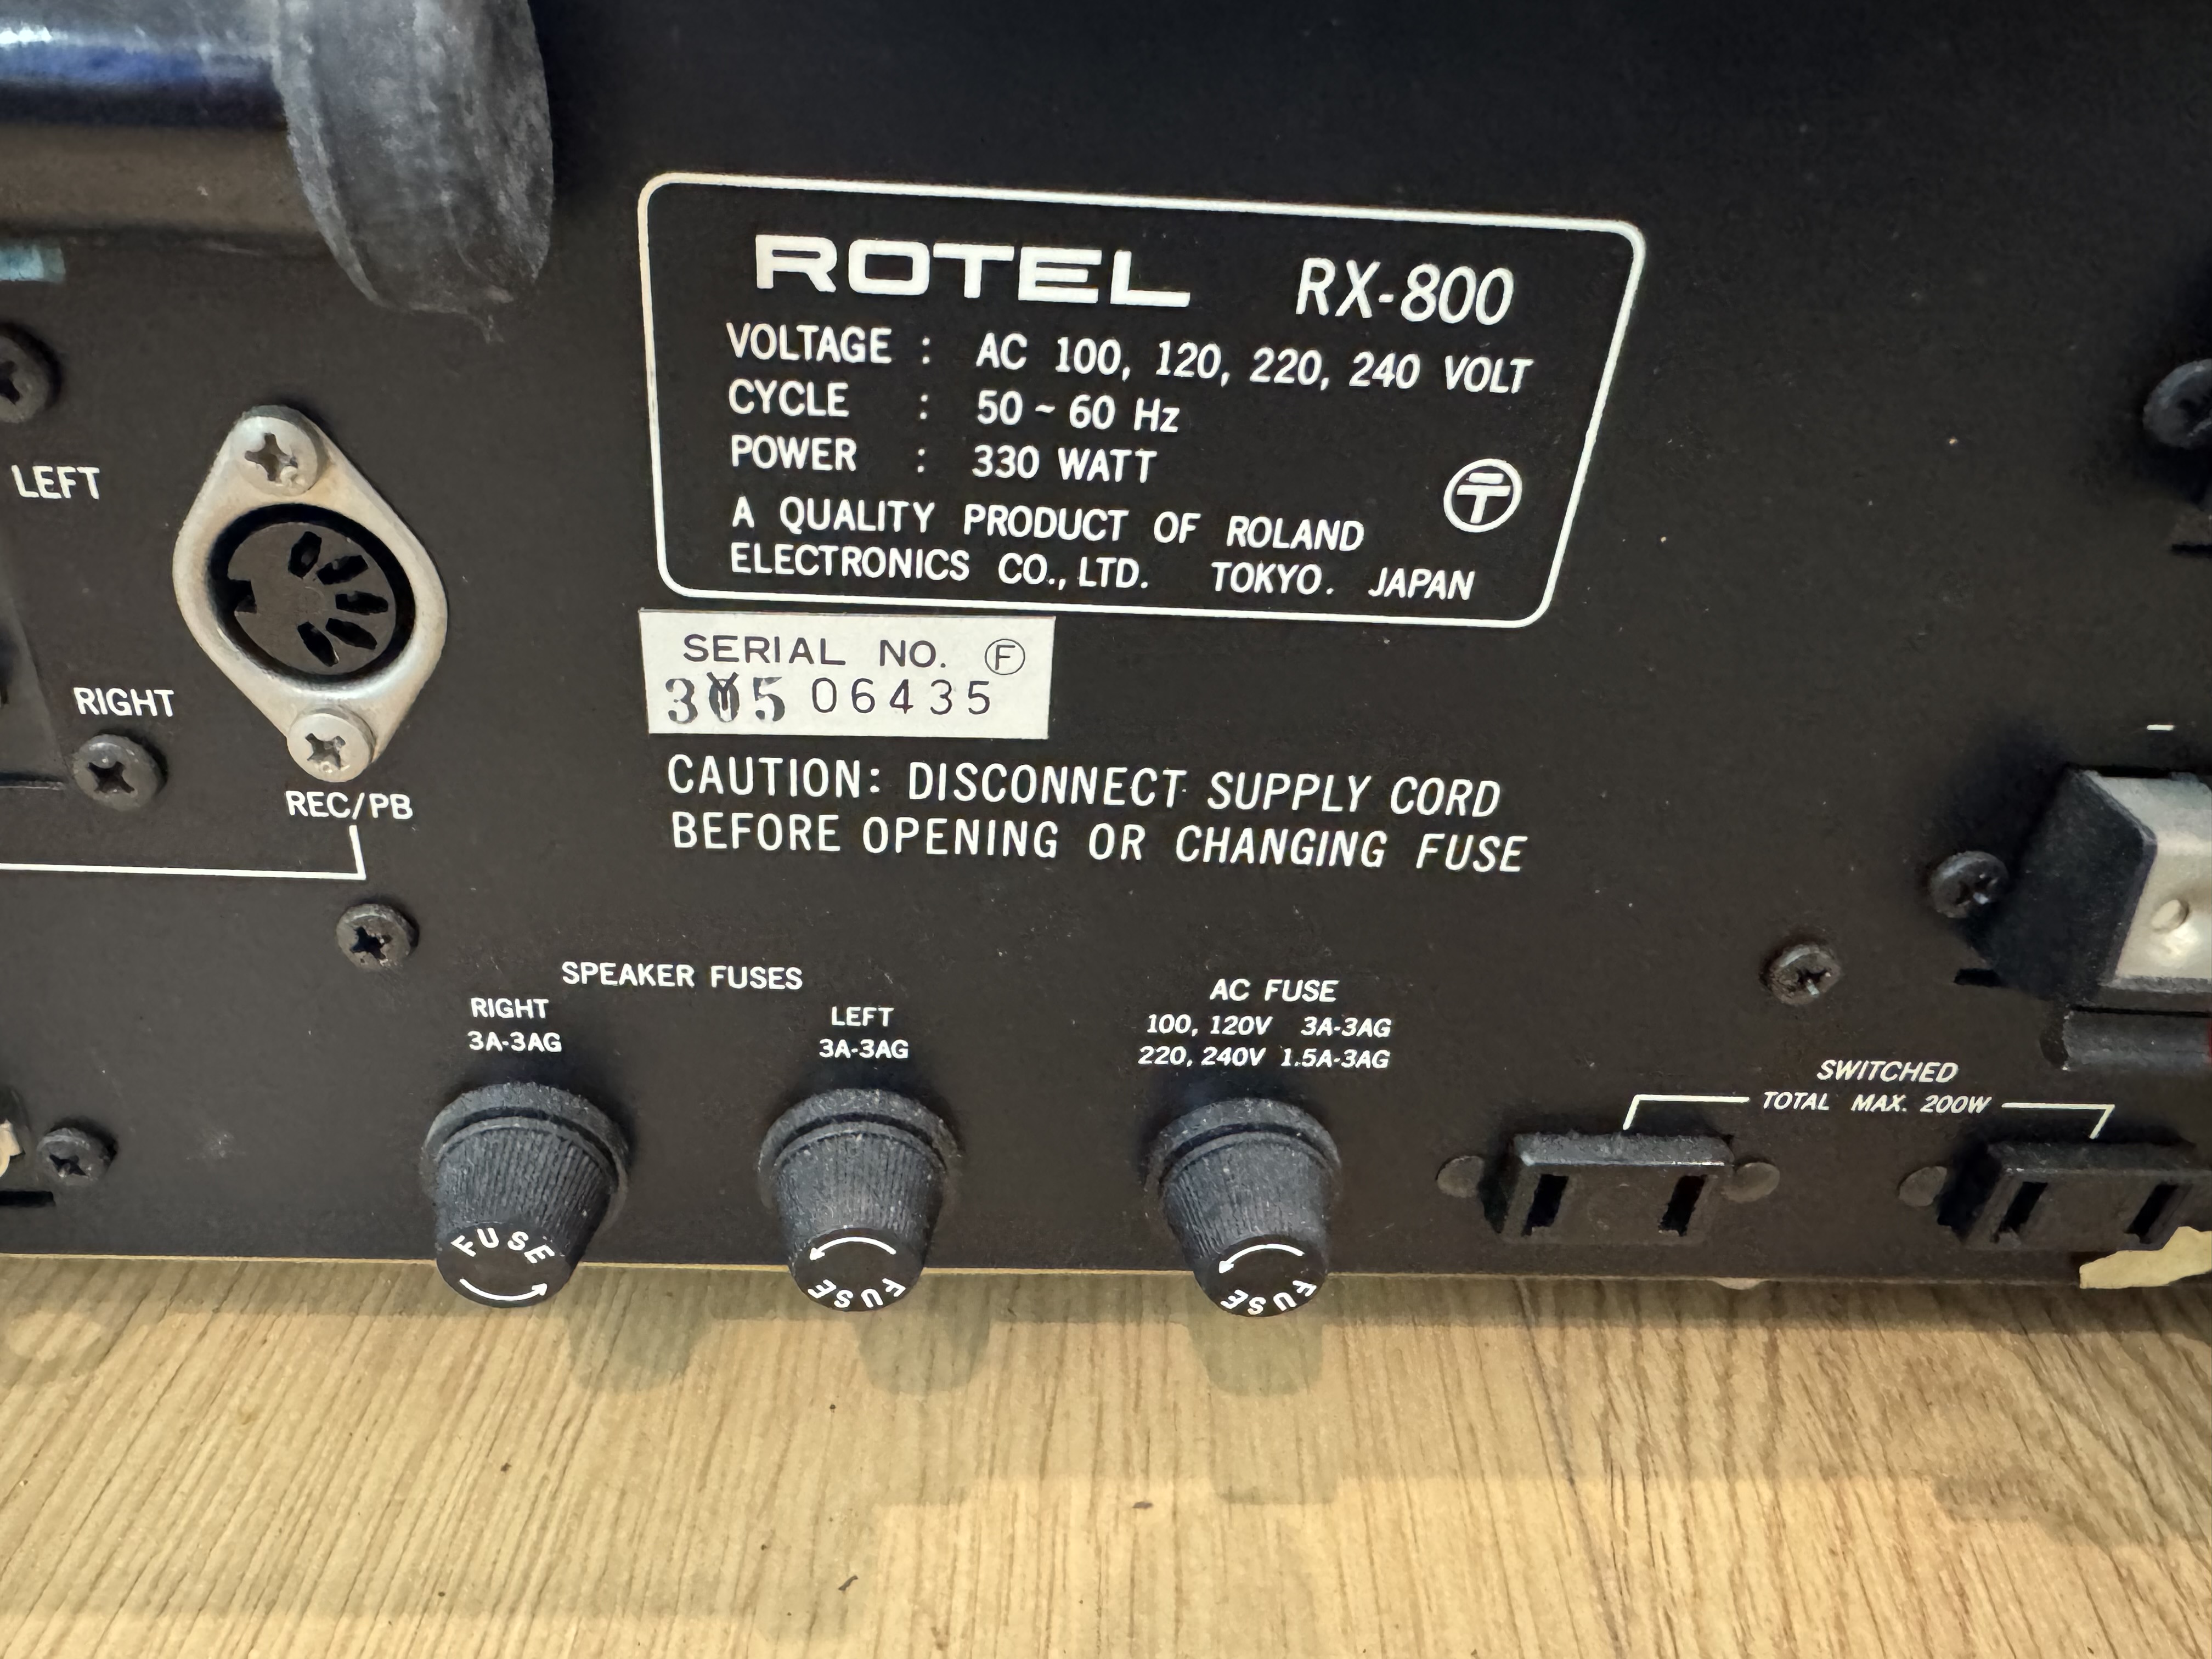 ROTEL RX-800
VOLTAGE : AC 100, 120, 220, 240 VOLT
CYCLE : 50 ~ 60 Hz
POWER : 330 WATT
A QUALITY PRODUCT OF ROLAND
ELECTRONICS CO., LTD. TOKYO. JAPAN
SERIAL NO. Ⓕ
06435
CAUTION: DISCONNECT SUPPLY CORD
BEFORE OPENING OR CHANGING FUSE
LEFT
RIGHT
REC/PB
SPEAKER FUSES
RIGHT
3A-3AG
LEFT
3A-3AG
AC FUSE
100, 120V 3A-3AG
220, 240V 1.5A-3AG
SWITCHED
TOTAL MAX. 200W
FUSE
FUSE
FUSE